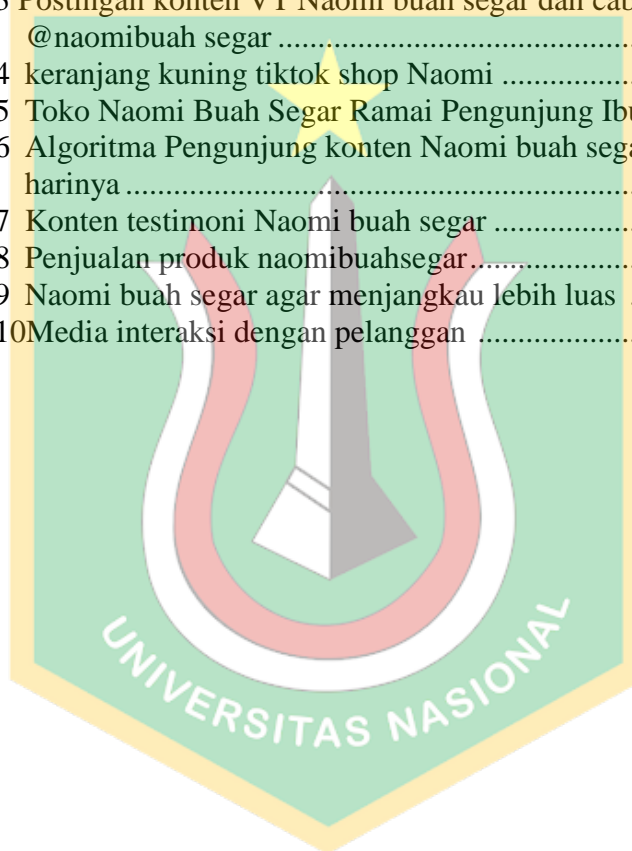 3 Postingan konten VT Naomi buah segar dan
@naomibuah segar ..............................................
4 keranjang kuning tiktok shop Naomi ...................
5 Toko Naomi Buah Segar Ramai Pengunjung
6 Algoritma Pengunjung konten Naomi buah
harinya ..............................................................
7 Konten testimoni Naomi buah segar ....................
8 Penjualan produk naomibuahsegar.......................
9 Naomi buah segar agar menjangkau lebih luas ..
10Media interaksi dengan pelanggan .....................
UNIVERSITAS NASIONAL